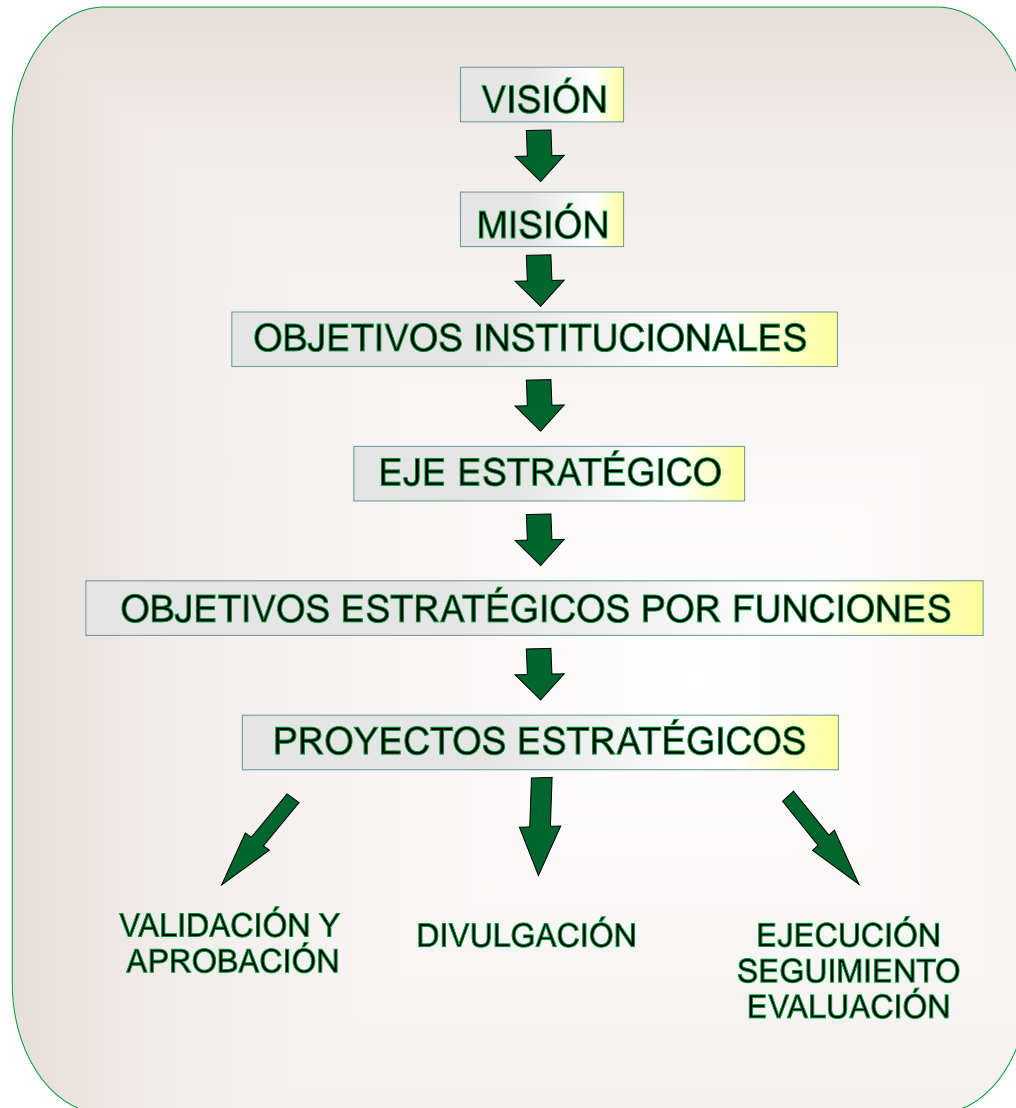 VISIÓN
MISIÓN
OBJETIVOS INSTITUCIONALES
EJE ESTRATÉGICO
OBJETIVOS ESTRATÉGICOS POR FUNCIONES
PROYECTOS ESTRATÉGICOS
VALIDACIÓN Y
APROBACIÓN
DIVULGACIÓN
EJECUCIÓN
SEGUIMIENTO
EVALUACIÓN